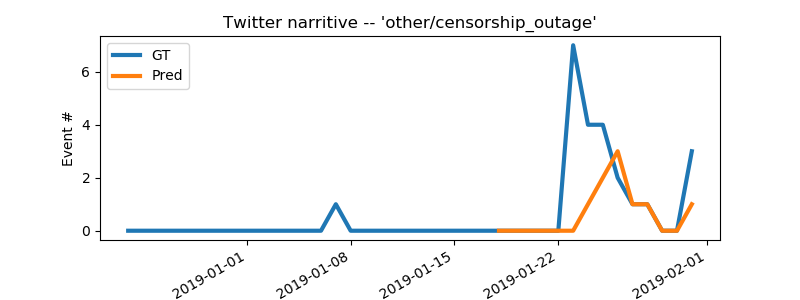 Twitter narritive -- 'other/censorship_outage'
GT
Pred
Event #
6
4
2
0
2019-01-01
2019-01-08
2019-01-15
2019-01-22
2019-02-01